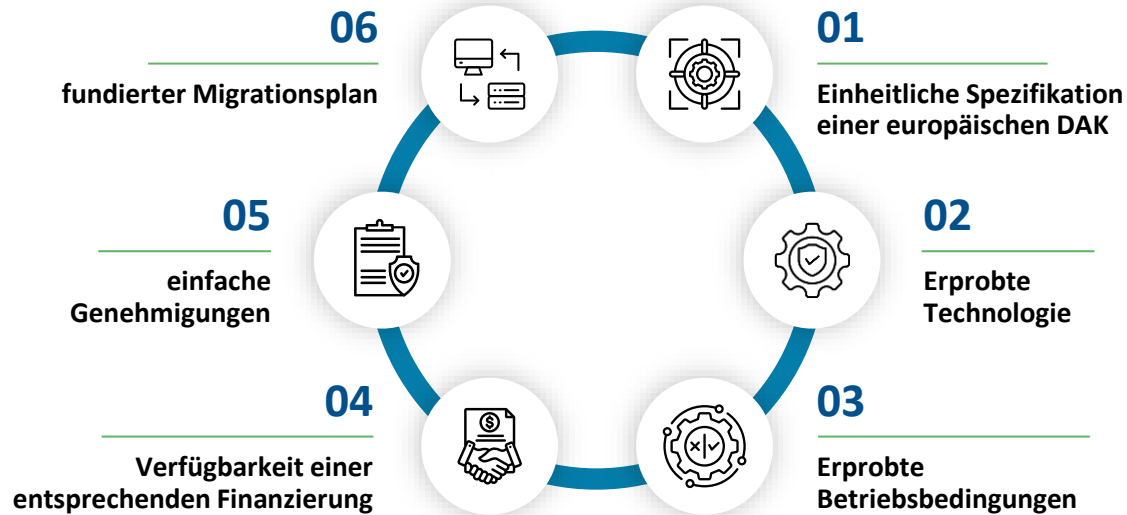 01
Einheitliche Spezifikation
einer europäischen DAK
02
Erprobte
Technologie
03
Erprobte
Betriebsbedingungen
04
Verfügbarkeit einer
entsprechenden Finanzierung
05
einfache
Genehmigungen
06
fundierter Migrationsplan